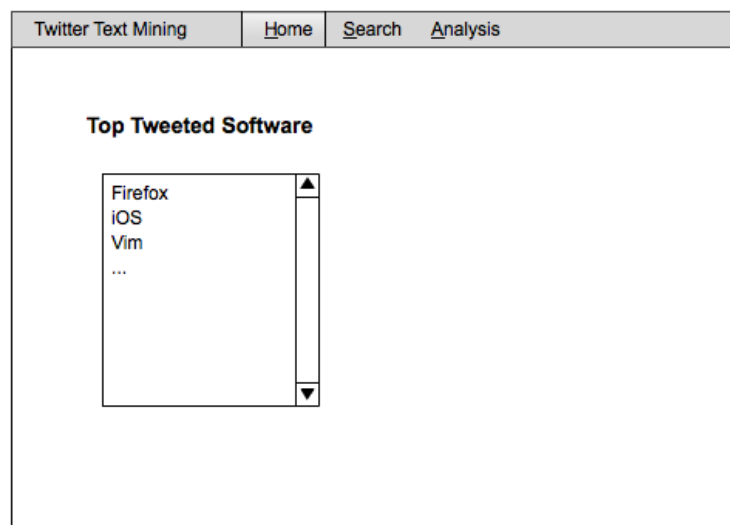 Twitter Text Mining Home Search Analysis
Top Tweeted Software
Firefox
iOS
Vim
...